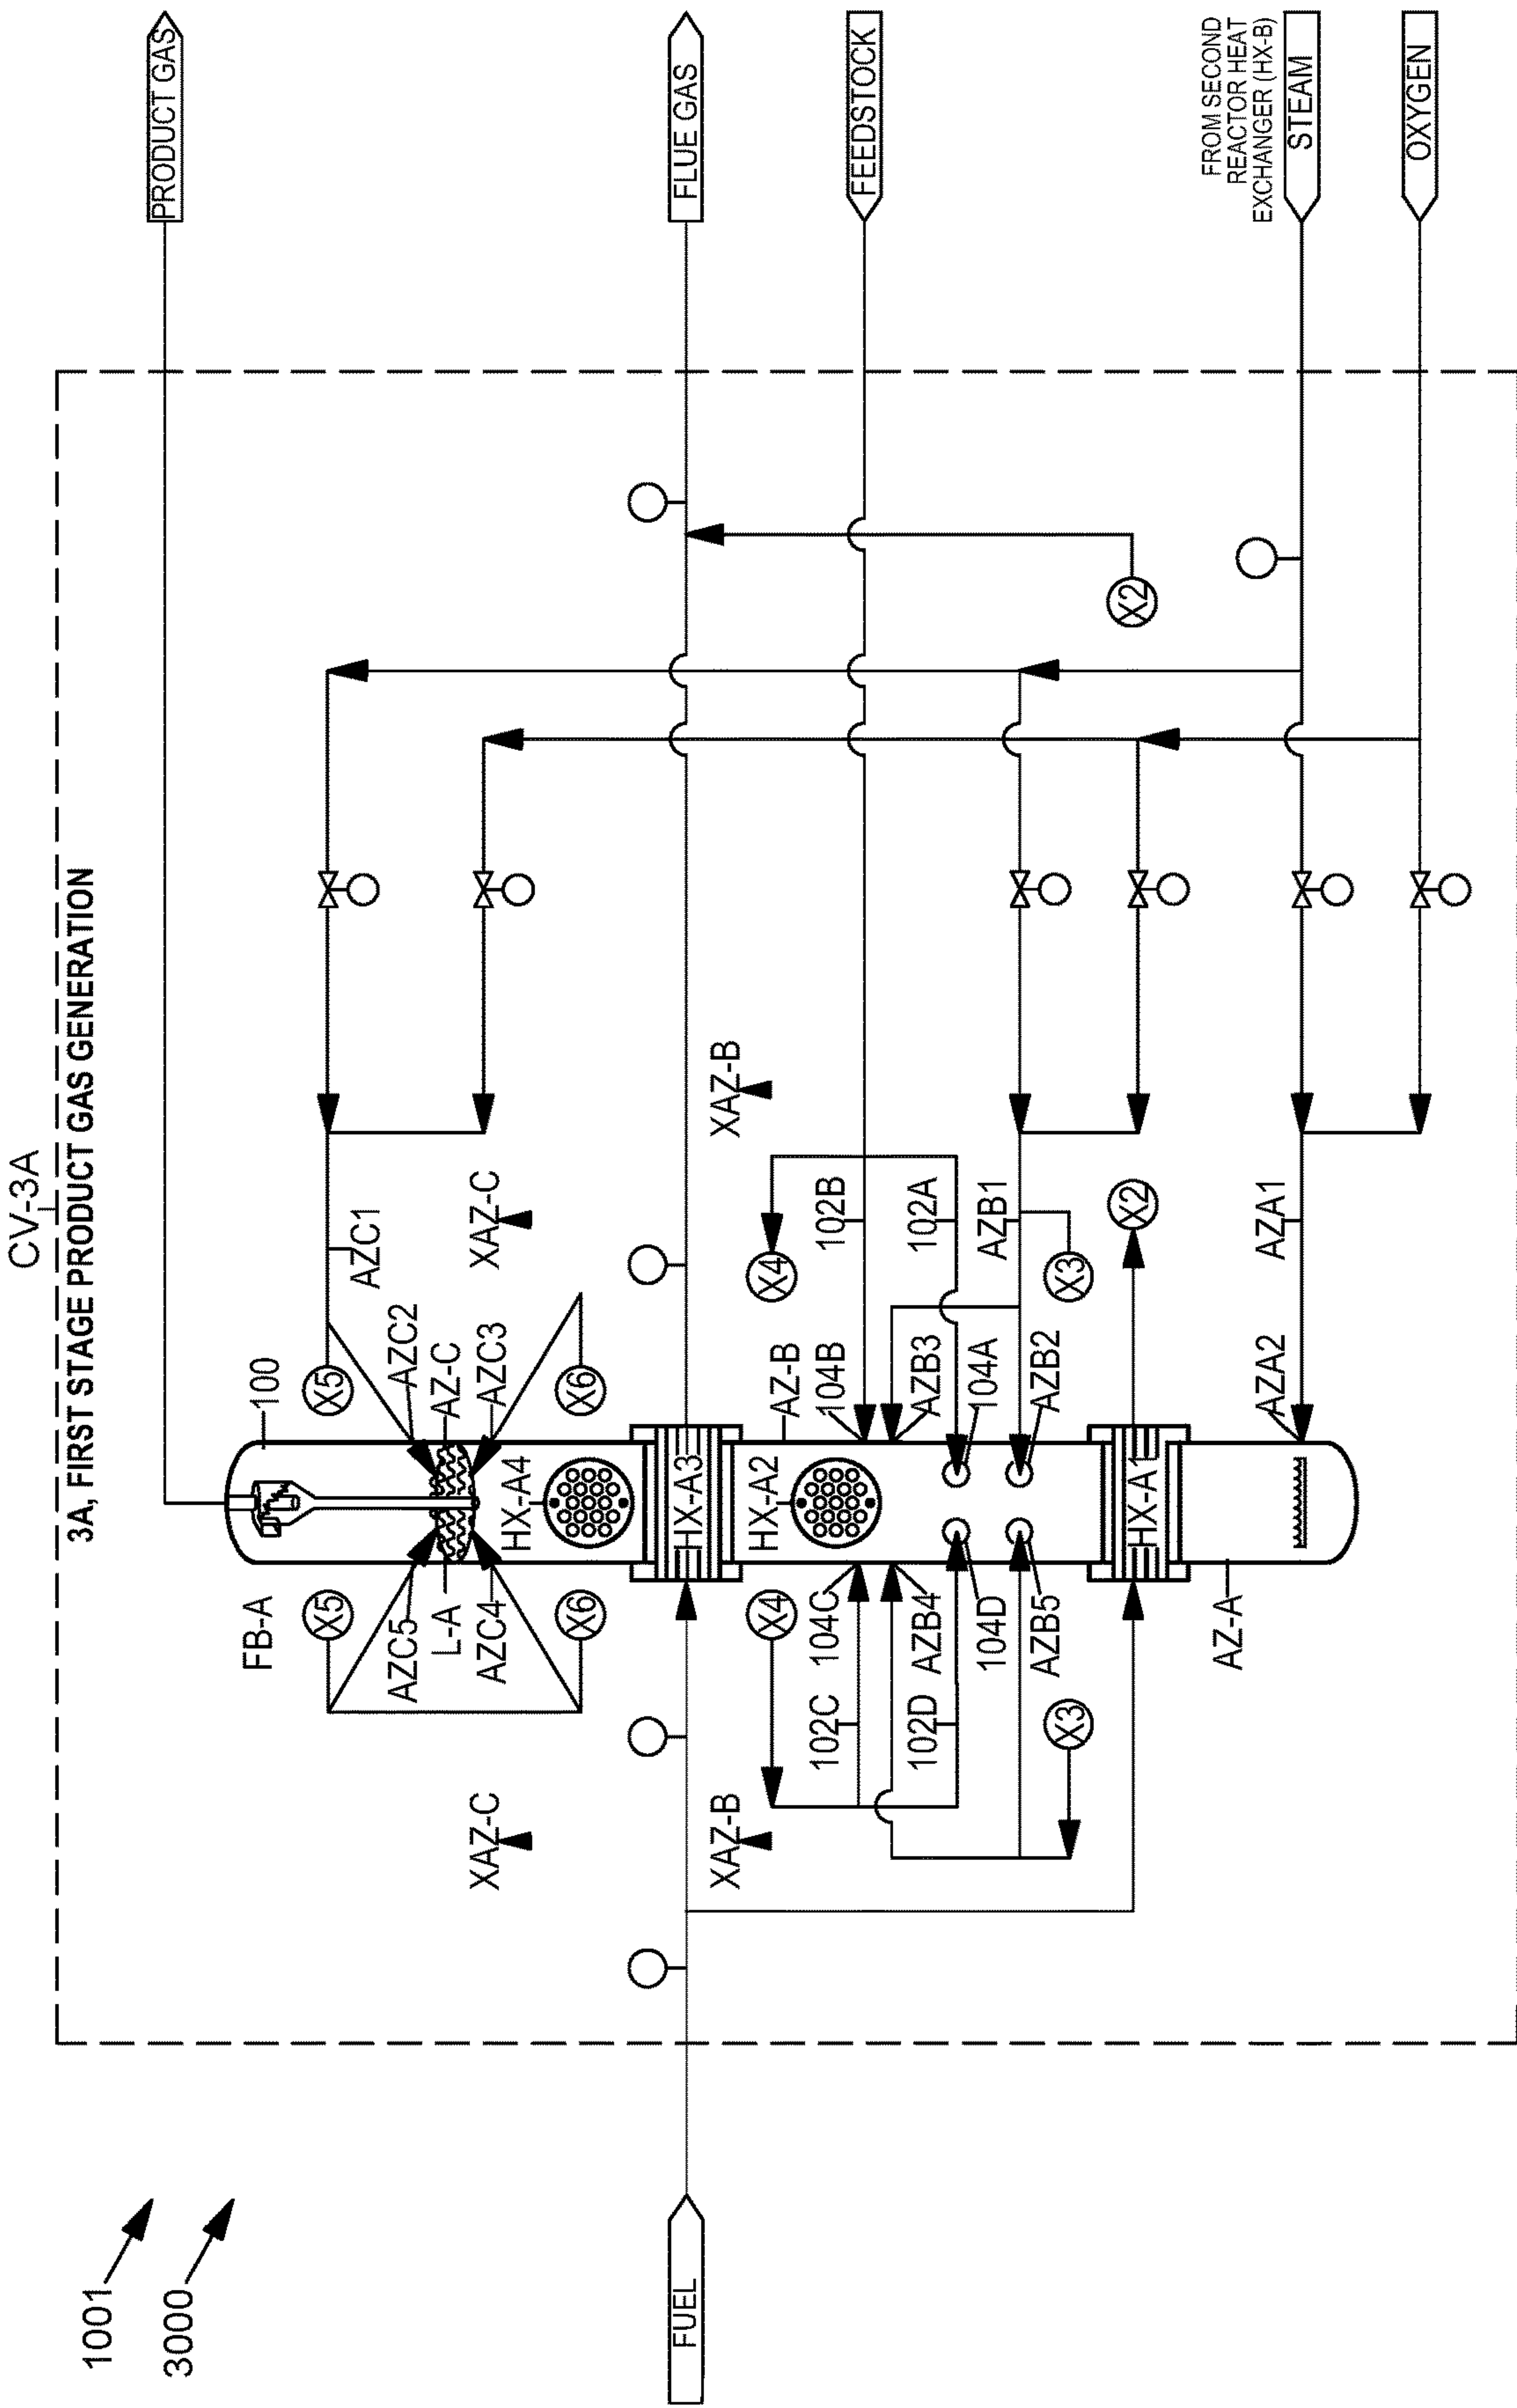 CV-3A
3A, FIRST STAGE PRODUCT GAS GENERATION
1001
3000
PRODUCT GAS
FLUE GAS
FEEDSTOCK
FROM SECOND
REACTOR HEAT
EXCHANGER (HX-B)
STEAM
OXYGEN
FUEL
FB-A
100
X5
X5
AZC1
AZC2
AZC5
L-A
AZ-C
AZC4
AZC3
X6
X6
XAZ-C
XAZ-C
HX-A4
HX-A3
XAZ-B
XAZ-B
HX-A2
AZ-B
X4
X4
104C
104B
102C
102B
AZB4
AZB3
102D
102A
104D
104A
AZB5
AZB2
AZB1
X3
X3
HX-A1
X2
X2
AZ-A
AZA2
AZA1